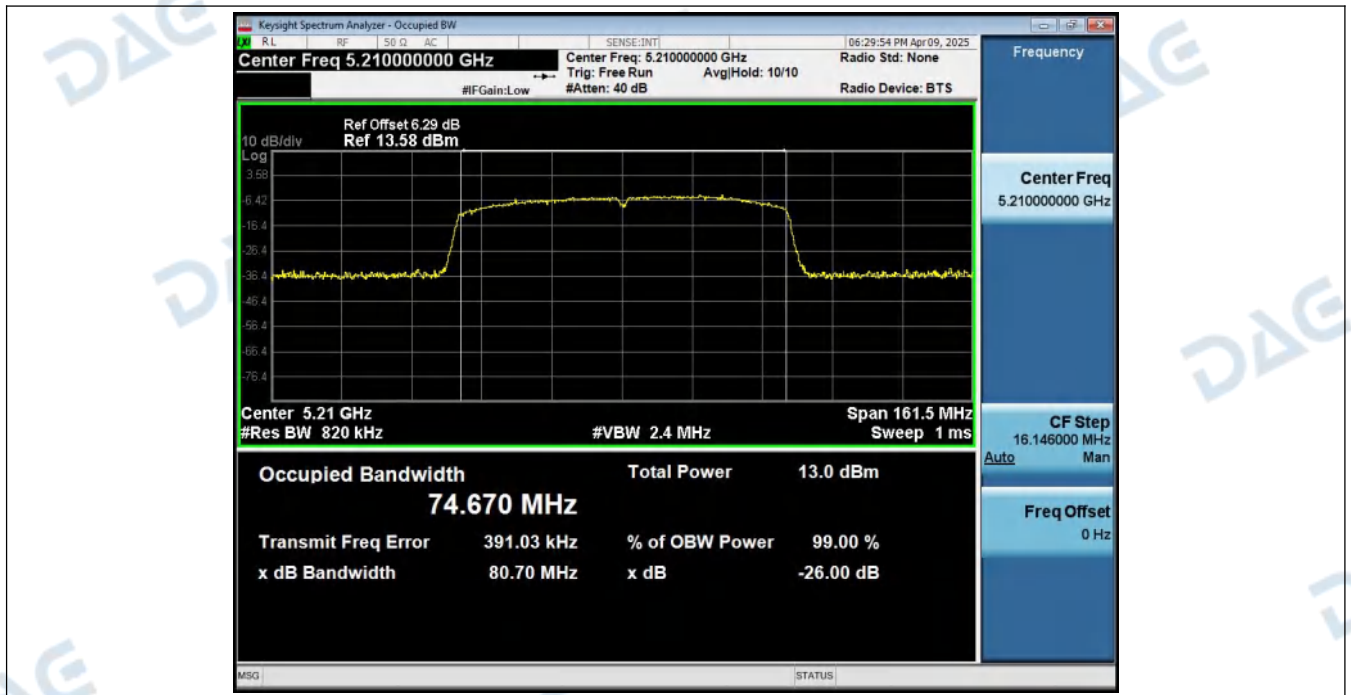 DAG
Keysight Spectrum Analyzer - Occupied BW
LXI RL RF 50 Ω AC SENSE:INT 06:29:54 PM Apr 09, 2025
Center Freq 5.210000000 GHz
Center Freq: 5.210000000 GHz
Radio Std: None
Trig: Free Run Avg|Hold: 10/10
#IFGain:Low
#Atten: 40 dB
Radio Device: BTS
Frequency
Ref Offset 6.29 dB
10 dB/div Ref 13.58 dBm
Log
3.58
-6.42
-16.4
-26.4
-36.4
-46.4
-56.4
-66.4
-76.4
Center 5.21 GHz Span 161.5 MHz
#Res BW 820 kHz #VBW 2.4 MHz Sweep 1 ms
Center Freq
5.210000000 GHz
CF Step
16.146000 MHz
Auto Man
Freq Offset
0 Hz
Occupied Bandwidth Total Power 13.0 dBm
74.670 MHz
Transmit Freq Error 391.03 kHz % of OBW Power 99.00 %
x dB Bandwidth 80.70 MHz x dB -26.00 dB
MSG STATUS
DAG